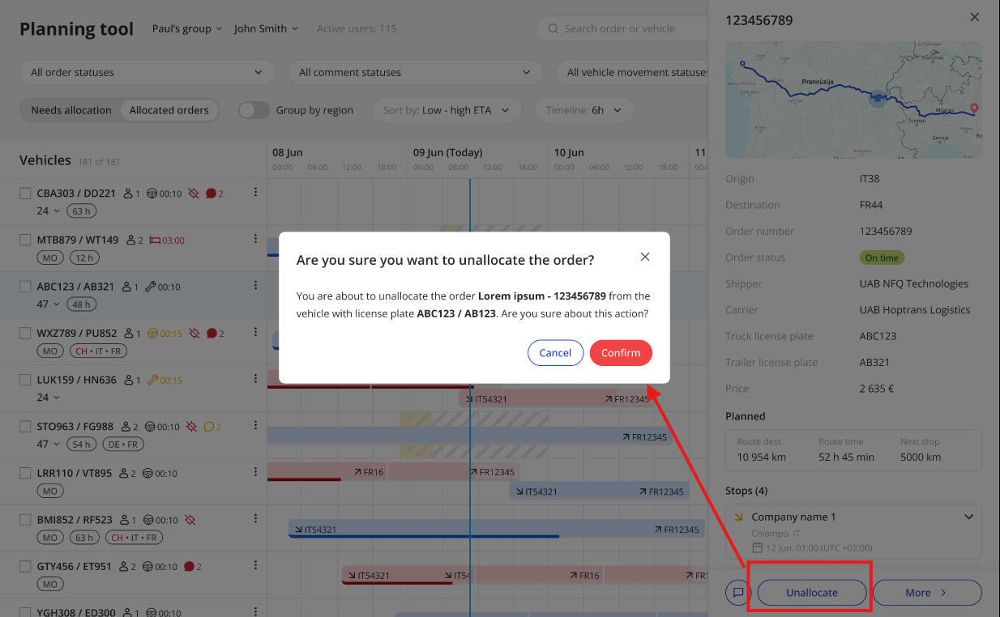 Planning tool
Paul's group
John Smith
Active users: 115
Search order or vehicle
All order statuses
All comment statuses
All vehicle movement statuses
Needs allocation
Allocated orders
Group by region
Sort by: Low - high ETA
Timeline: 6h
Vehicles 181 of 181
08 Jun
09 Jun (Today)
10 Jun
11
00:00 06:00 12:00 18:00 00:00 06:00 12:00 18:00 00:00 06:00 12:00 18:00
CBA303 / DD221 1 00:10 2
24 63 h
MTB879 / WT149 2 03:00
MO 12 h
ABC123 / AB321 1 00:10
47 48 h
WXZ789 / PU852 1 00:15 2
MO CH • IT • FR
LUK159 / HN636 1 00:15
24
IT54321 FR12345
STO963 / FG988 2 00:10 2
47 54 h DE • FR
FR12345
LRR110 / VT895 2 00:10
MO
FR16 FR12345
IT54321 FR12345
BMI852 / RF523 1 00:10
MO 63 h CH • IT • FR
IT54321 FR12345
GTY456 / ET951 2 00:10 2
MO
IT54321 IT54 FR16 FR1
YGH308 / ED300 1 00:10
Are you sure you want to unallocate the order?
You are about to unallocate the order Lorem ipsum - 123456789 from the
vehicle with license plate ABC123 / AB123. Are you sure about this action?
Cancel
Confirm
123456789
Prancūzija
Milanas
Turinas
Genuja
Origin IT38
Destination FR44
Order number 123456789
Order status On time
Shipper UAB NFQ Technologies
Carrier UAB Hoptrans Logistics
Truck license plate ABC123
Trailer license plate AB321
Price 2 635 €
Planned
Route dest. Route time Next stop
10 954 km 52 h 45 min 5000 km
Stops (4)
Company name 1
Chiampo, IT
12 Jun, 01:00 (UTC +02:00)
Unallocate
More